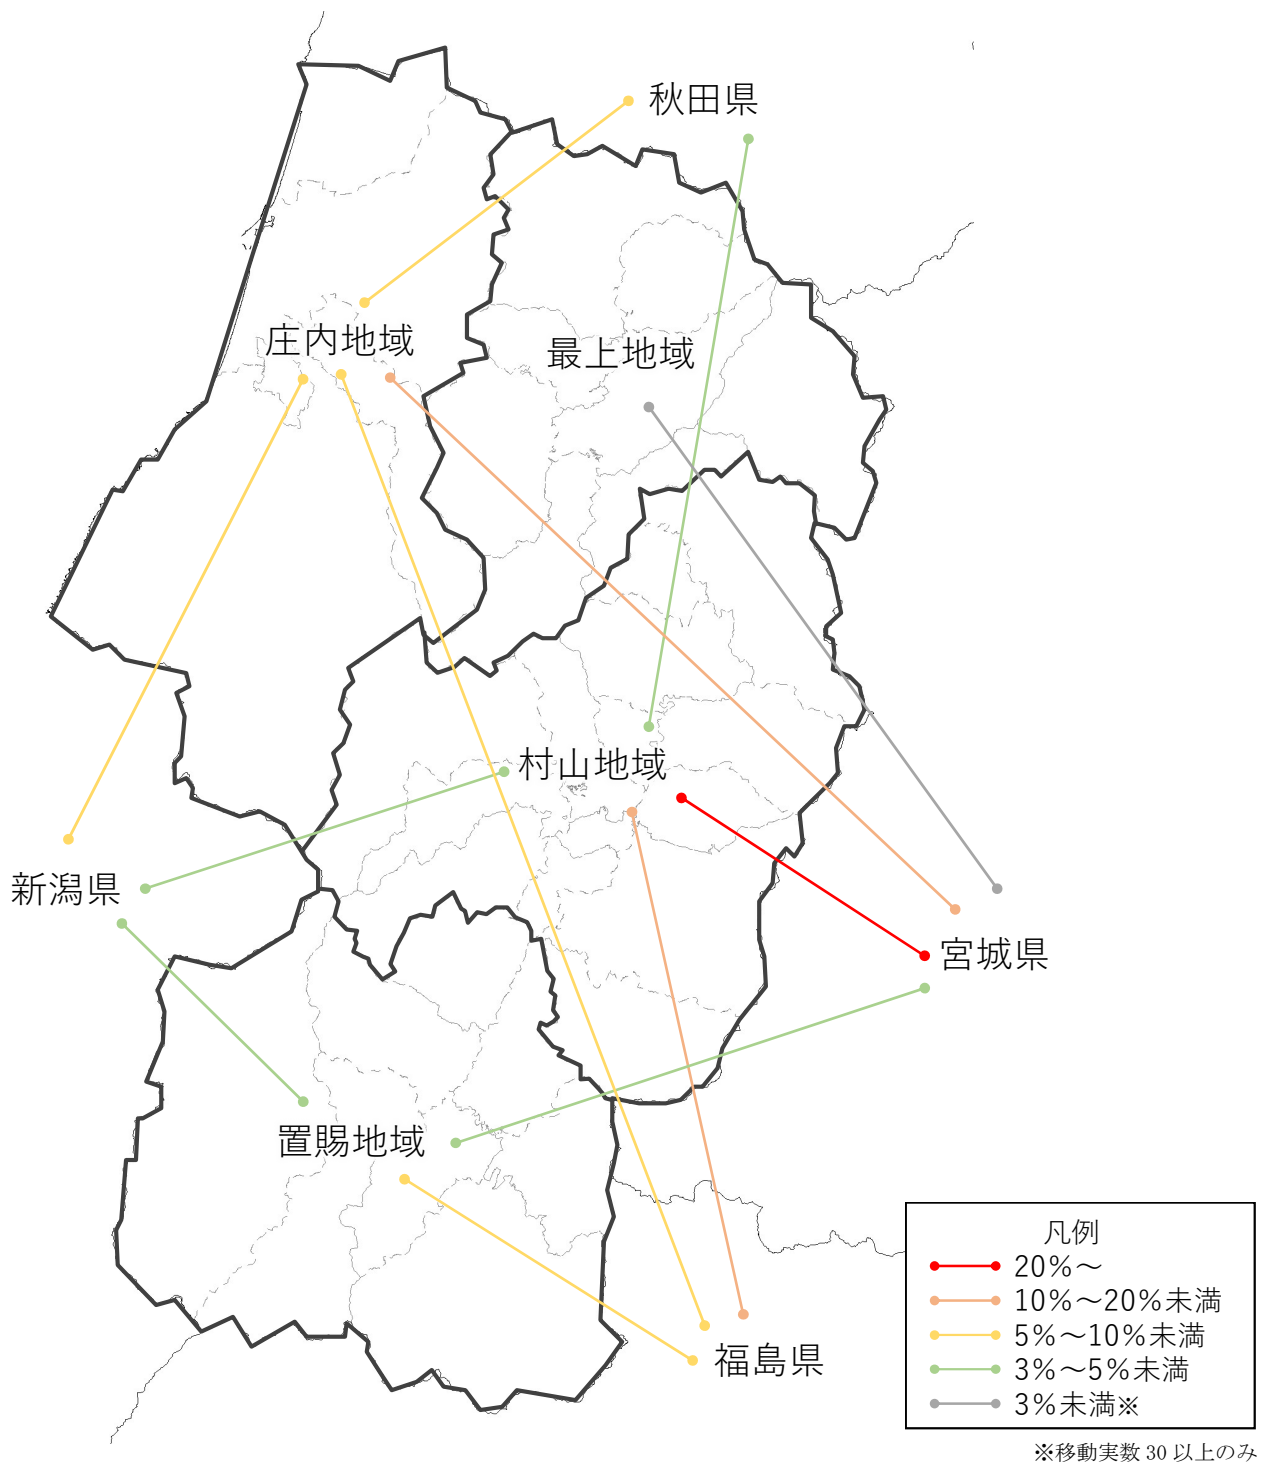 秋田県
庄内地域
最上地域
村山地域
新潟県
宮城県
置賜地域
福島県
凡例
20%～
10%～20%未満
5%～10%未満
3%～5%未満
3%未満※
※移動実数 30 以上のみ